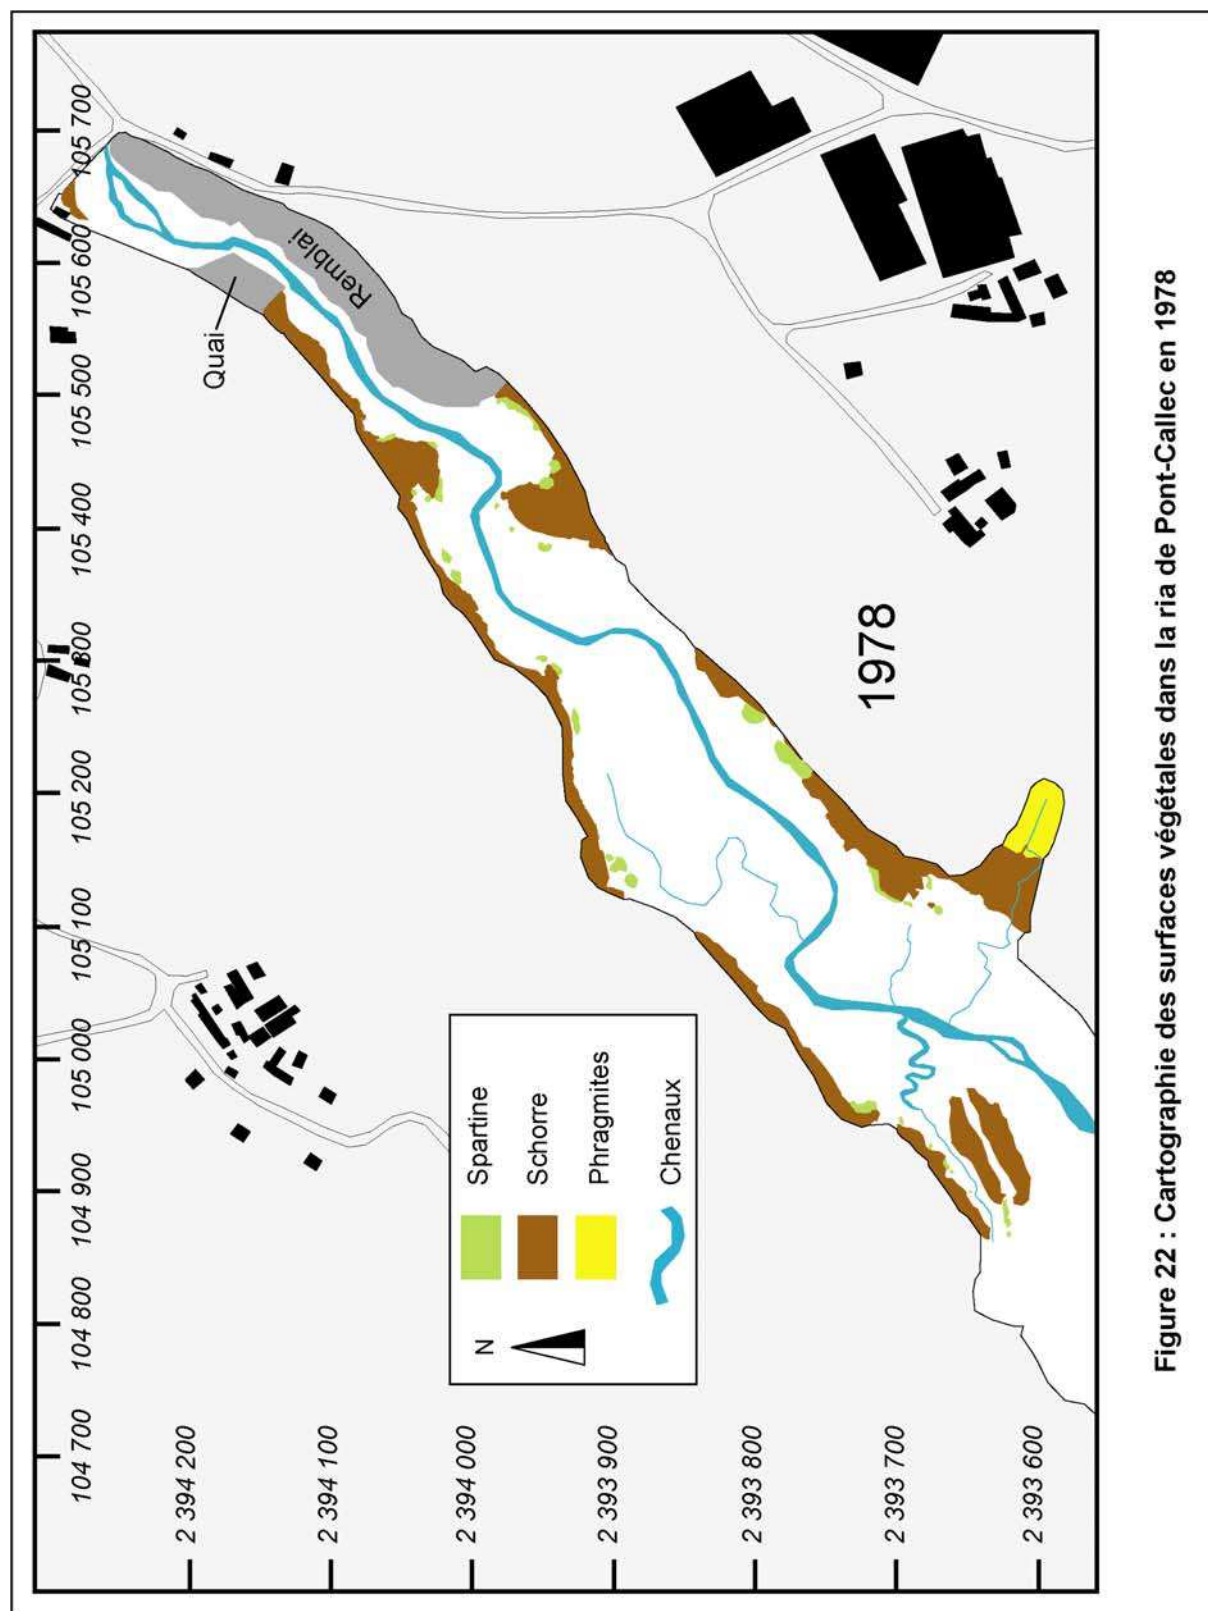 104 700
104 800
104 900
105 000
105 100
105 200
105 300
105 400
105 500
105 600
105 700
2 394 200
2 394 100
2 394 000
2 393 900
2 393 800
2 393 700
2 393 600
Quai
Remblai
1978
N
Spartine
Schorre
Phragmites
Chenaux
Figure 22 : Cartographie des surfaces végétales dans la ria de Pont-Callec en 1978